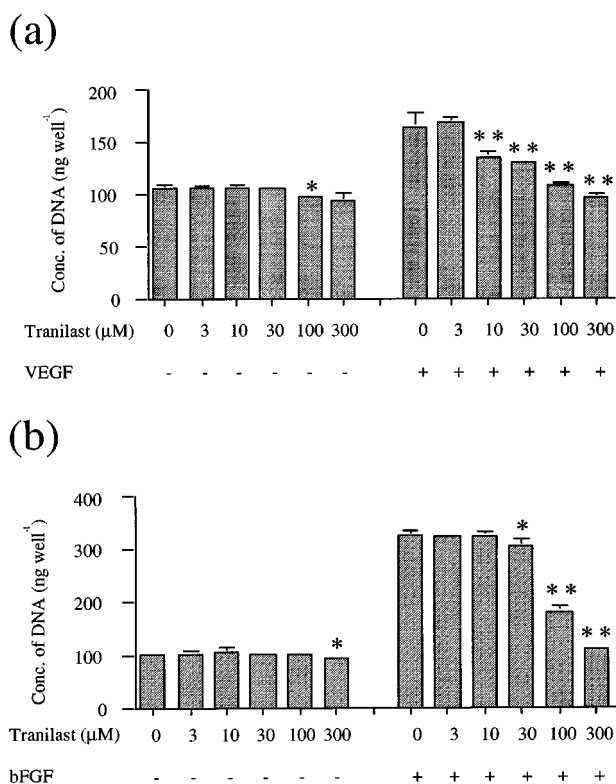 (a)
200
* *
* *
150
* *
*
* *
100
50
0
Conc. of DNA (ng well⁻¹)
Tranilast (μM) 0 3 10 30 100 300 0 3 10 30 100 300
VEGF - - - - - - + + + + + +
(b)
400
*
300
* *
200
* *
*
100
0
Conc. of DNA (ng well⁻¹)
Tranilast (μM) 0 3 10 30 100 300 0 3 10 30 100 300
bFGF - - - - - - + + + + + +